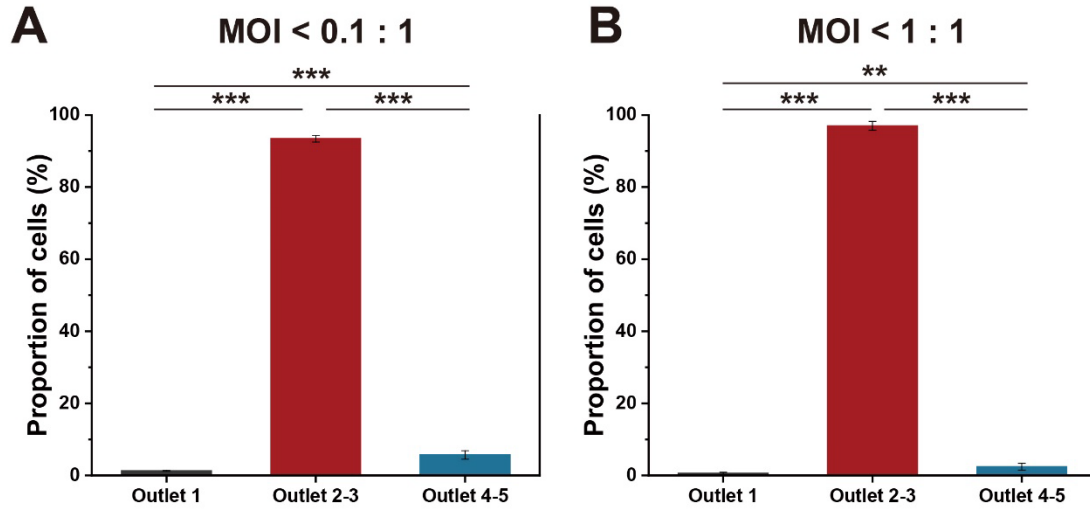 A
MOI < 0.1 : 1
***
***
***
Proportion of cells (%)
100
80
60
40
20
0
Outlet 1
Outlet 2-3
Outlet 4-5
B
MOI < 1 : 1
**
***
***
Proportion of cells (%)
100
80
60
40
20
0
Outlet 1
Outlet 2-3
Outlet 4-5